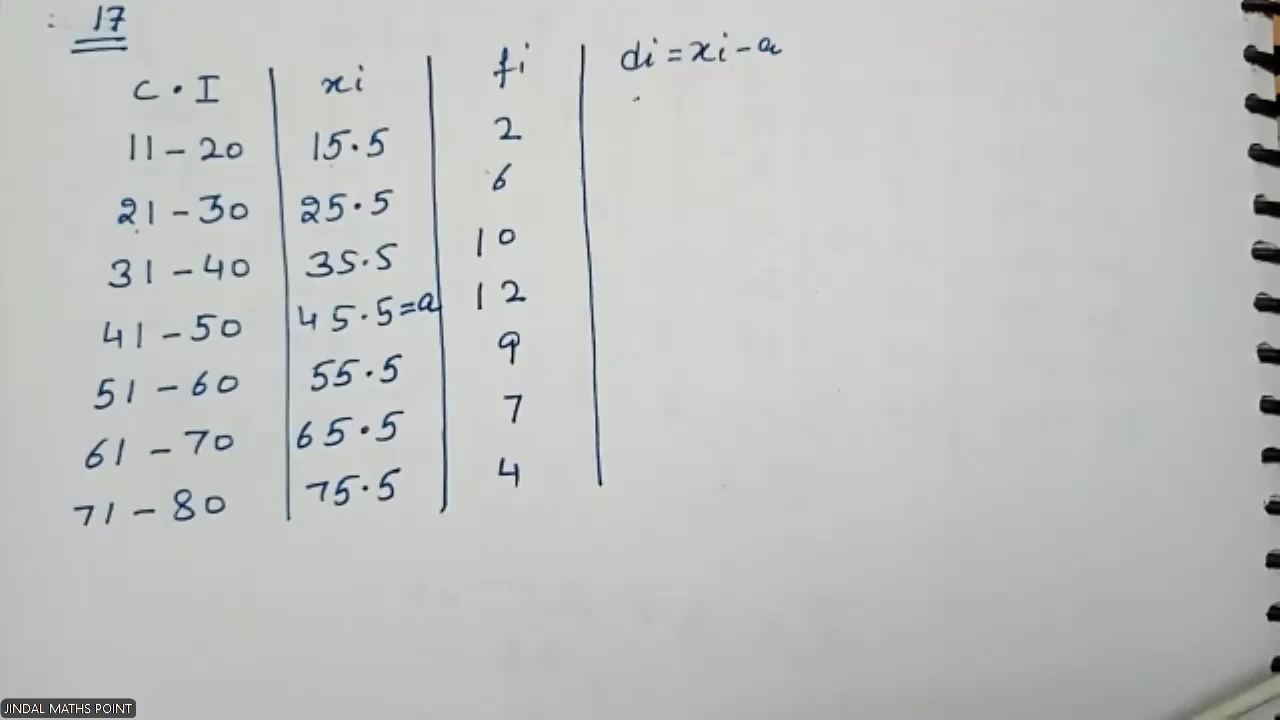 : 17
C.I xi fi di = xi - a
11 - 20 15.5 2
21 - 30 25.5 6
31 - 40 35.5 10
41 - 50 45.5 = a 12
51 - 60 55.5 9
61 - 70 65.5 7
71 - 80 75.5 4
JINDAL MATHS POINT